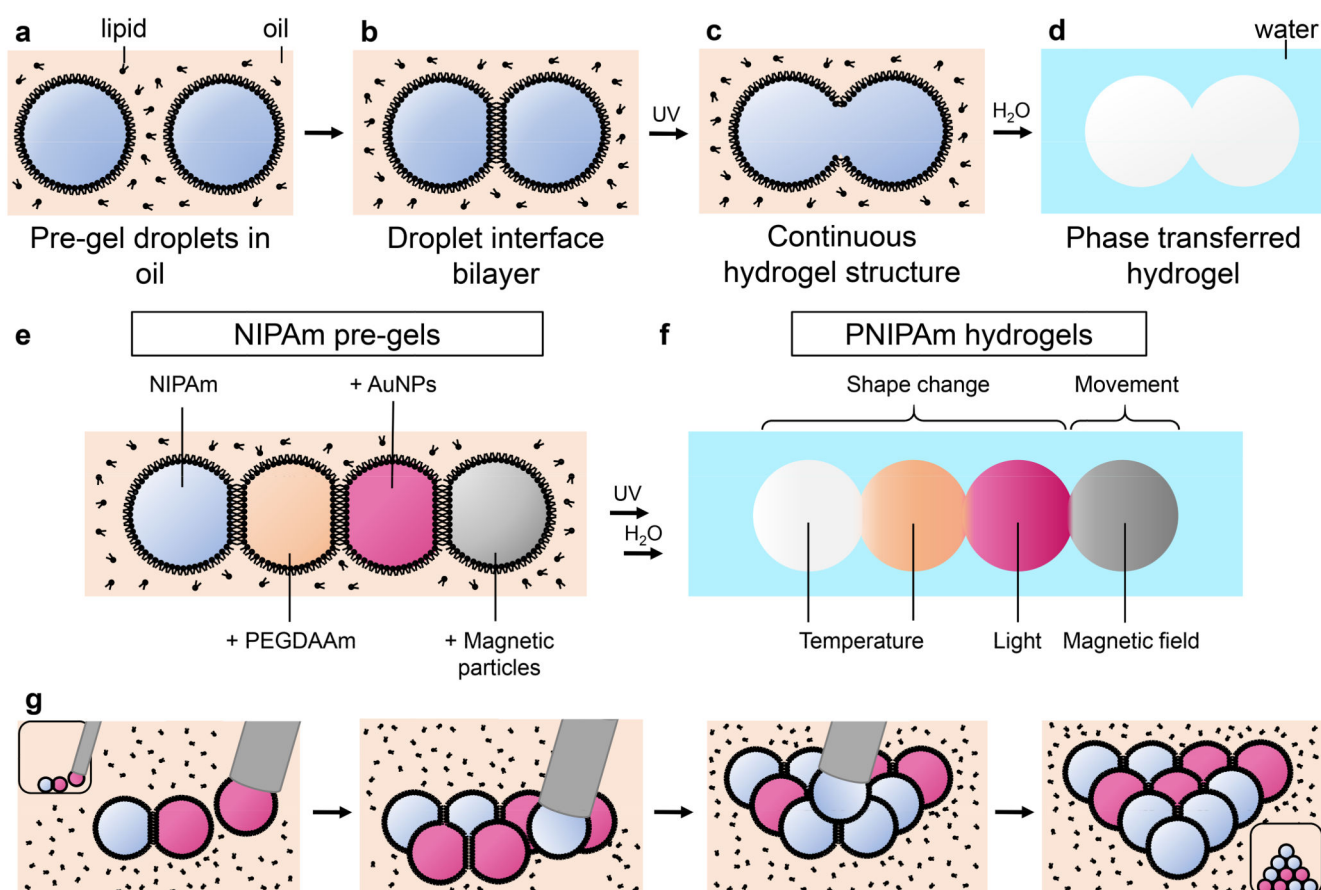 a
lipid
oil
b
c
d
water
UV
H₂O
Pre-gel droplets in
oil
Droplet interface
bilayer
Continuous
hydrogel structure
Phase transferred
hydrogel
e
NIPAm pre-gels
f
PNIPAm hydrogels
NIPAm
+ AuNPs
Shape change
Movement
UV
H₂O
+ PEGDAAm
+ Magnetic
particles
Temperature
Light
Magnetic field
g